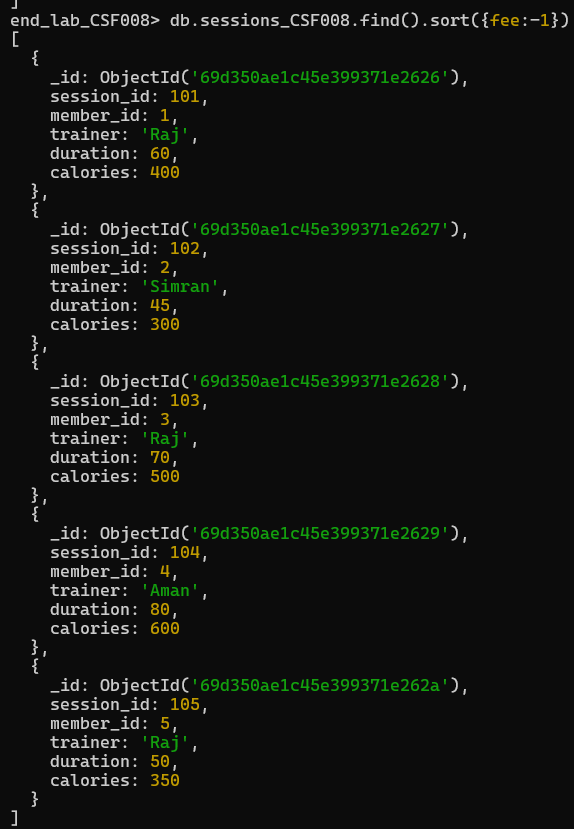 ]
end_lab_CSF008> db.sessions_CSF008.find().sort({fee:-1})
[
  {
    _id: ObjectId('69d350ae1c45e399371e2626'),
    session_id: 101,
    member_id: 1,
    trainer: 'Raj',
    duration: 60,
    calories: 400
  },
  {
    _id: ObjectId('69d350ae1c45e399371e2627'),
    session_id: 102,
    member_id: 2,
    trainer: 'Simran',
    duration: 45,
    calories: 300
  },
  {
    _id: ObjectId('69d350ae1c45e399371e2628'),
    session_id: 103,
    member_id: 3,
    trainer: 'Raj',
    duration: 70,
    calories: 500
  },
  {
    _id: ObjectId('69d350ae1c45e399371e2629'),
    session_id: 104,
    member_id: 4,
    trainer: 'Aman',
    duration: 80,
    calories: 600
  },
  {
    _id: ObjectId('69d350ae1c45e399371e262a'),
    session_id: 105,
    member_id: 5,
    trainer: 'Raj',
    duration: 50,
    calories: 350
  }
]